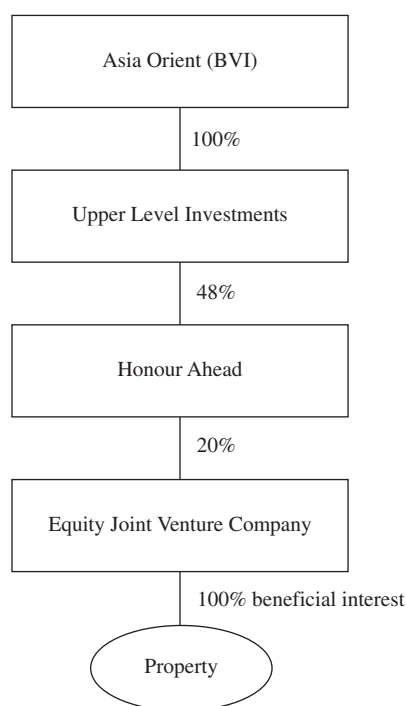 Asia Orient (BVI)
100%
Upper Level Investments
48%
Honour Ahead
20%
Equity Joint Venture Company
100% beneficial interest
Property